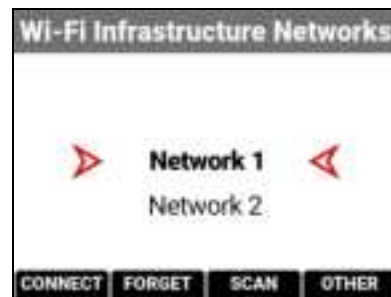 Wi-Fi Infrastructure Networks
Network 1
Network 2
CONNECT FORGET SCAN OTHER